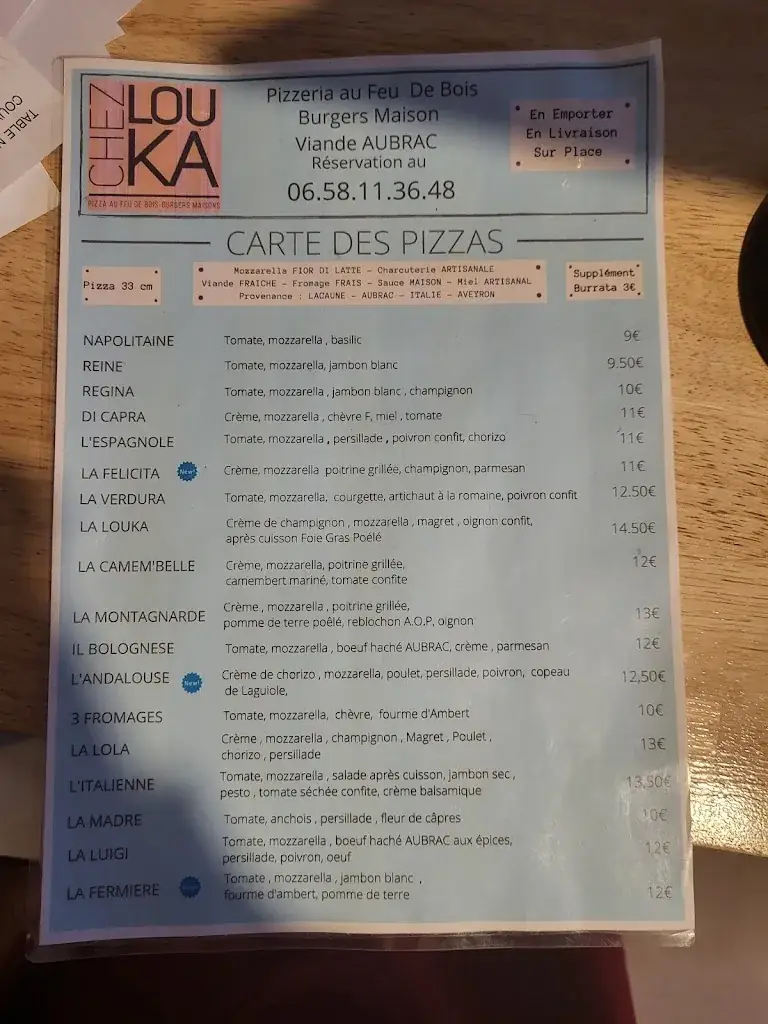 TABLE N
COU
CHEZ
LOU
KA
PIZZA AU FEU DE BOIS-BURGERS MAISONS
Pizzeria au Feu De Bois
Burgers Maison
Viande AUBRAC
Réservation au
06.58.11.36.48
En Emporter
En Livraison
Sur Place
CARTE DES PIZZAS
Pizza 33 cm
Mozzarella FIOR DI LATTE - Charcuterie ARTISANALE
Viande FRAICHE - Fromage FRAIS - Sauce MAISON - Miel ARTISANAL
Provenance : LACAUNE - AUBRAC - ITALIE - AVEYRON
Supplément
Burrata 3€
NAPOLITAINE Tomate, mozzarella , basilic 9€
REINE Tomate, mozzarella, jambon blanc 9.50€
REGINA Tomate, mozzarella , jambon blanc , champignon 10€
DI CAPRA Crème, mozzarella , chèvre F, miel , tomate 11€
L'ESPAGNOLE Tomate, mozzarella , persillade , poivron confit, chorizo 11€
LA FELICITA New! Crème, mozzarella poitrine grillée, champignon, parmesan 11€
LA VERDURA Tomate, mozzarella, courgette, artichaut à la romaine, poivron confit 12.50€
LA LOUKA Crème de champignon , mozzarella , magret , oignon confit, 14.50€
après cuisson Foie Gras Poélé
LA CAMEM'BELLE Crème, mozzarella, poitrine grillée, 12€
camembert mariné, tomate confite
LA MONTAGNARDE Crème , mozzarella , poitrine grillée, 13€
pomme de terre poêlé, reblochon A.O.P, oignon
IL BOLOGNESE Tomate, mozzarella , boeuf haché AUBRAC, crème , parmesan 12€
L'ANDALOUSE New! Crème de chorizo , mozzarella, poulet, persillade, poivron, copeau 12,50€
de Laguiole,
3 FROMAGES Tomate, mozzarella, chèvre, fourme d'Ambert 10€
LA LOLA Crème , mozzarella , champignon , Magret , Poulet , 13€
chorizo , persillade
L'ITALIENNE Tomate, mozzarella , salade après cuisson, jambon sec , 13,50€
pesto , tomate séchée confite, crème balsamique
LA MADRE Tomate, anchois , persillade , fleur de câpres 10€
LA LUIGI Tomate, mozzarella , boeuf haché AUBRAC aux épices, 12€
persillade, poivron, oeuf
LA FERMIERE Tomate , mozzarella , jambon blanc , 12€
fourme d'ambert, pomme de terre